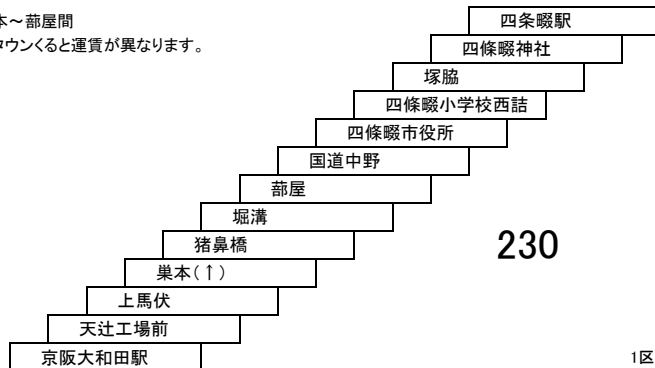 本～蔀屋間
タウンくると運賃が異なります。
四条畷駅
四條畷神社
塚脇
四條畷小学校西詰
四條畷市役所
国道中野
蔀屋
堀溝
猪鼻橋
巣本(↑)
上馬伏
天辻工場前
京阪大和田駅
230
1区